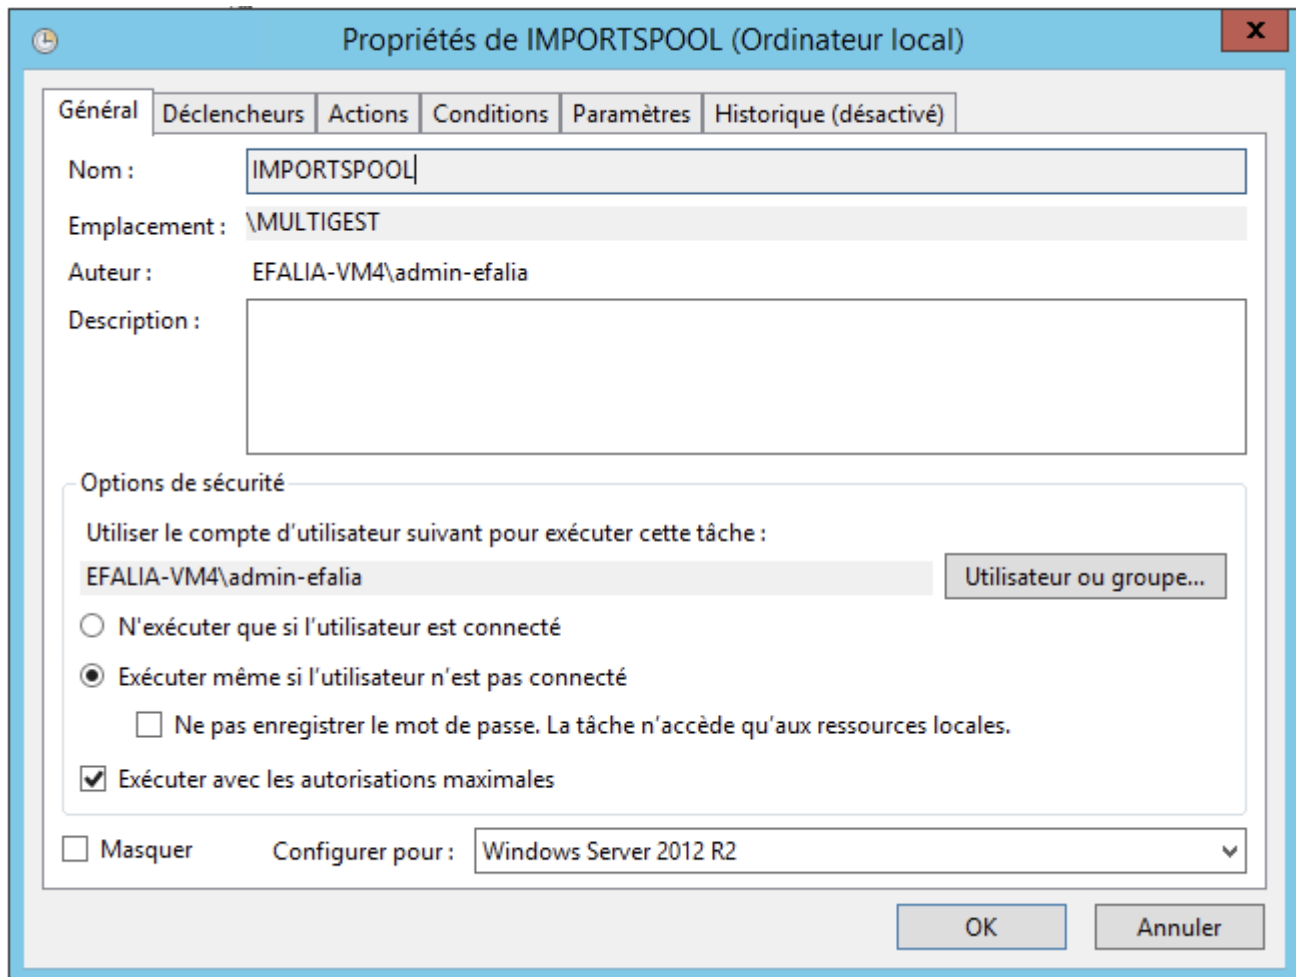 Propriétés de IMPORTSPOOL (Ordinateur local)
x
Général Déclencheurs Actions Conditions Paramètres Historique (désactivé)
Nom : IMPORTSPOOL
Emplacement : \MULTIGEST
Auteur : EFALIA-VM4\admin-efalia
Description :
Options de sécurité
Utiliser le compte d'utilisateur suivant pour exécuter cette tâche :
EFALIA-VM4\admin-efalia Utilisateur ou groupe...
N'exécuter que si l'utilisateur est connecté
Exécuter même si l'utilisateur n'est pas connecté
Ne pas enregistrer le mot de passe. La tâche n'accède qu'aux ressources locales.
Exécuter avec les autorisations maximales
Masquer Configurer pour : Windows Server 2012 R2
OK Annuler